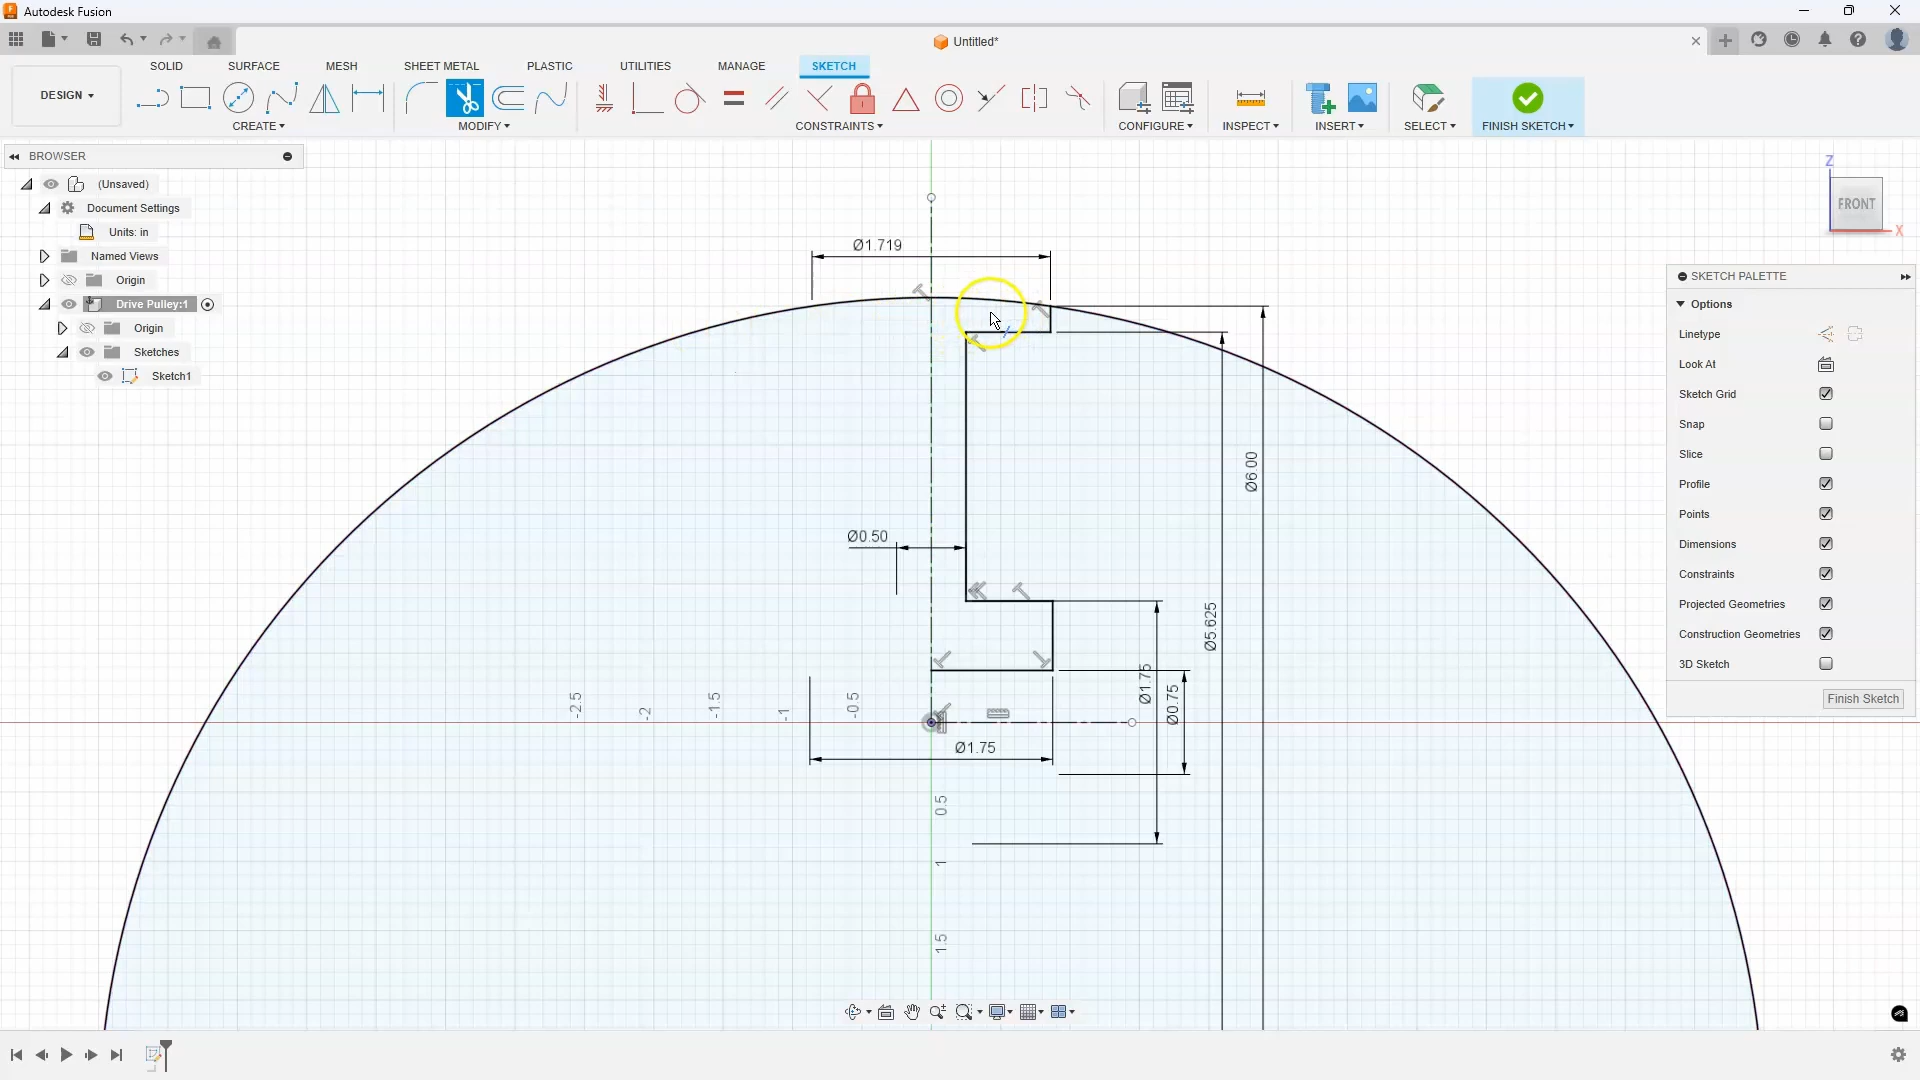 Autodesk Fusion
Untitled*
DESIGN
SOLID
SURFACE
MESH
SHEET METAL
PLASTIC
UTILITIES
MANAGE
SKETCH
CREATE
MODIFY
CONSTRAINTS
CONFIGURE
INSPECT
INSERT
SELECT
FINISH SKETCH
BROWSER
(Unsaved)
Document Settings
Units: in
Named Views
Origin
Drive Pulley:1
Origin
Sketches
Sketch1
Z
FRONT
X
SKETCH PALETTE
Options
Linetype
Look At
Sketch Grid
Snap
Slice
Profile
Points
Dimensions
Constraints
Projected Geometries
Construction Geometries
3D Sketch
Finish Sketch
Ø1.719
Ø6.00
Ø0.50
Ø5.625
Ø1.75
Ø0.75
-2.5
-2
-1.5
-1
-0.5
Ø1.75
0.5
1
1.5